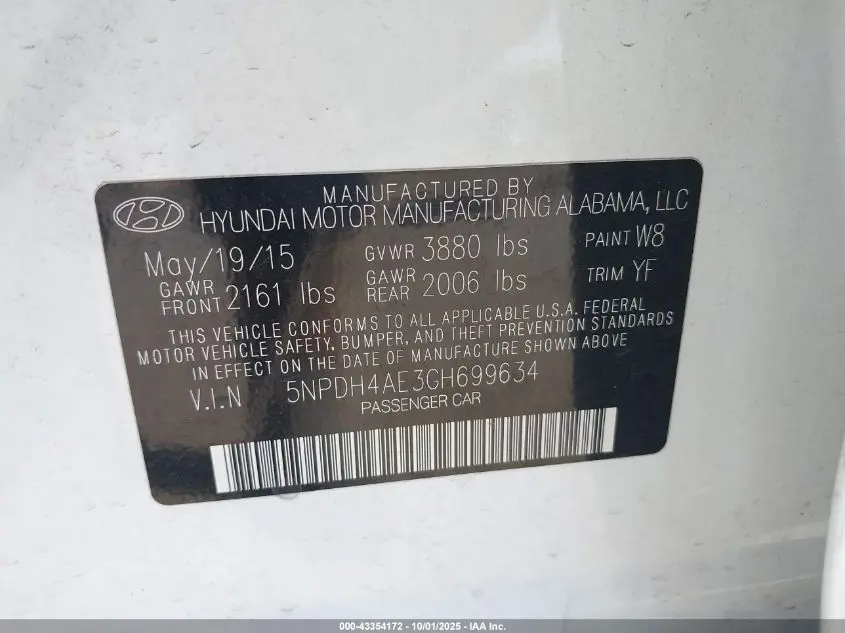 MANUFACTURED BY
HYUNDAI MOTOR MANUFACTURING ALABAMA, LLC
May/19/15 GVWR 3880 lbs PAINT W8
GAWR FRONT 2161 lbs GAWR REAR 2006 lbs TRIM YF
THIS VEHICLE CONFORMS TO ALL APPLICABLE U.S.A. FEDERAL
MOTOR VEHICLE SAFETY, BUMPER, AND THEFT PREVENTION STANDARDS
IN EFFECT ON THE DATE OF MANUFACTURE SHOWN ABOVE
V.I.N 5NPDH4AE3GH699634
PASSENGER CAR
000-43354172 - 10/01/2025 - IAA Inc.